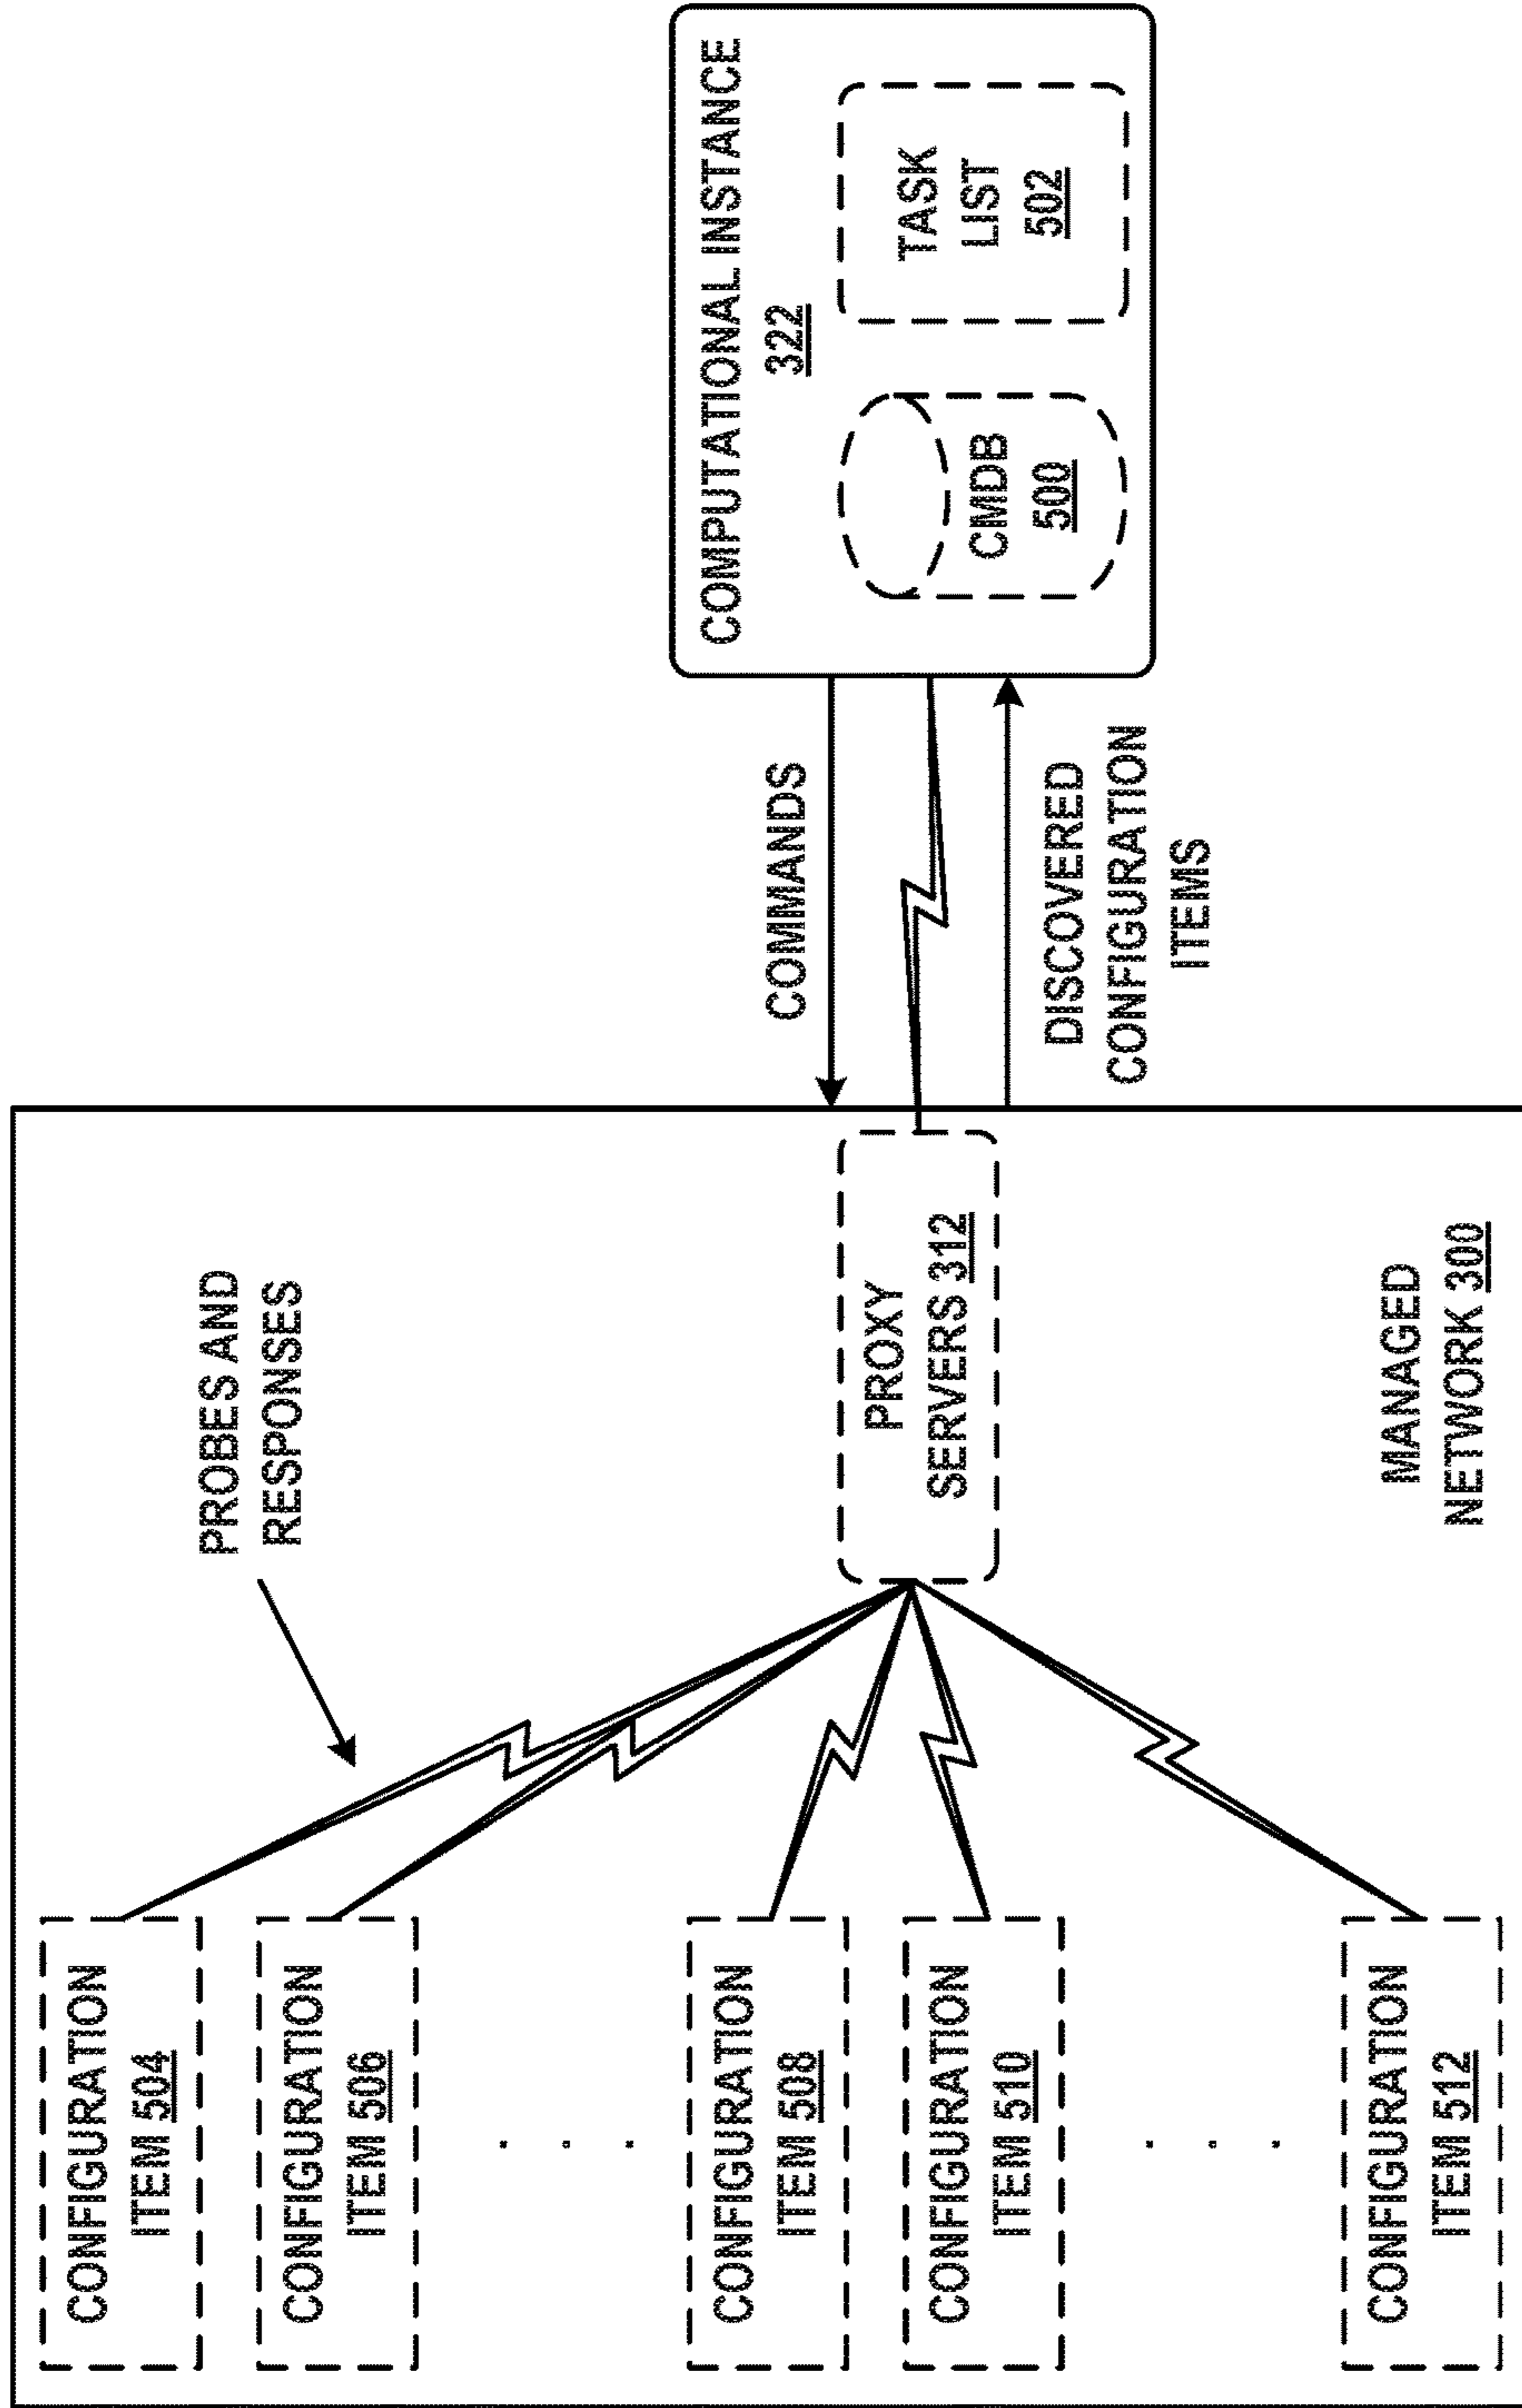 CONFIGURATION
ITEM 504
CONFIGURATION
ITEM 506
CONFIGURATION
ITEM 508
CONFIGURATION
ITEM 510
CONFIGURATION
ITEM 512
PROBES AND
RESPONSES
PROXY
SERVERS 312
MANAGED
NETWORK 300
COMMANDS
DISCOVERED
CONFIGURATION
ITEMS
COMPUTATIONAL INSTANCE
322
CMDB
500
TASK
LIST
502